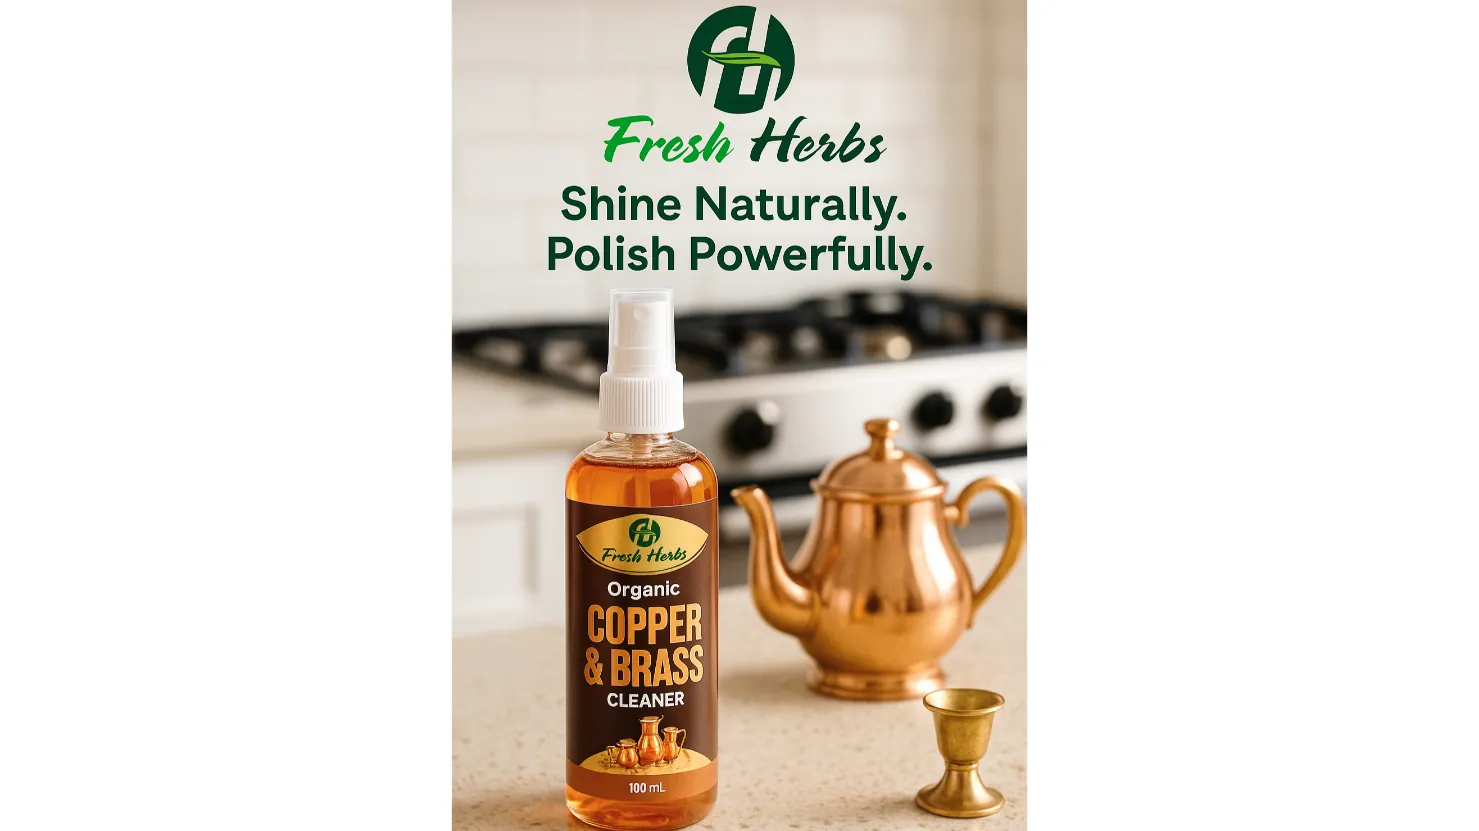 Fresh Herbs
Shine Naturally.
Polish Powerfully.
Fresh Herbs
Organic
COPPER
& BRASS
CLEANER
100 mL